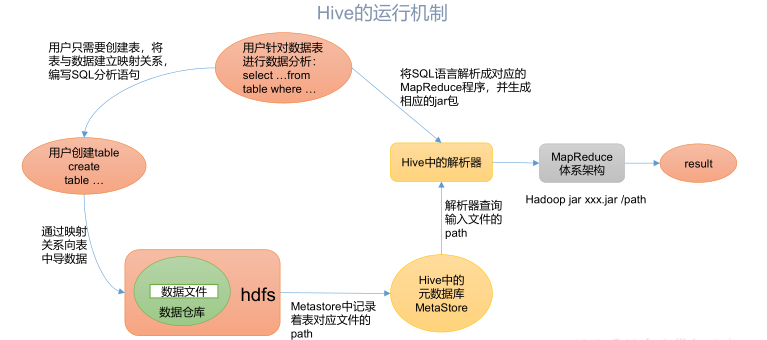 Hive的运行机制
用户只需要创建表，将
表与数据建立映射关系，
编写SQL分析语句
用户针对数据表
进行数据分析：
select …from
table where …
将SQL语言解析成对应的
MapReduce程序，并生成
相应的jar包
用户创建table
create
table …
Hive中的解析器
MapReduce
体系架构
result
Hadoop jar xxx.jar /path
解析器查询
输入文件的
path
通过映射
关系向表
中导数据
数据文件
数据仓库
hdfs
Metastore中记录
着表对应文件的
path
Hive中的
元数据库
MetaStore